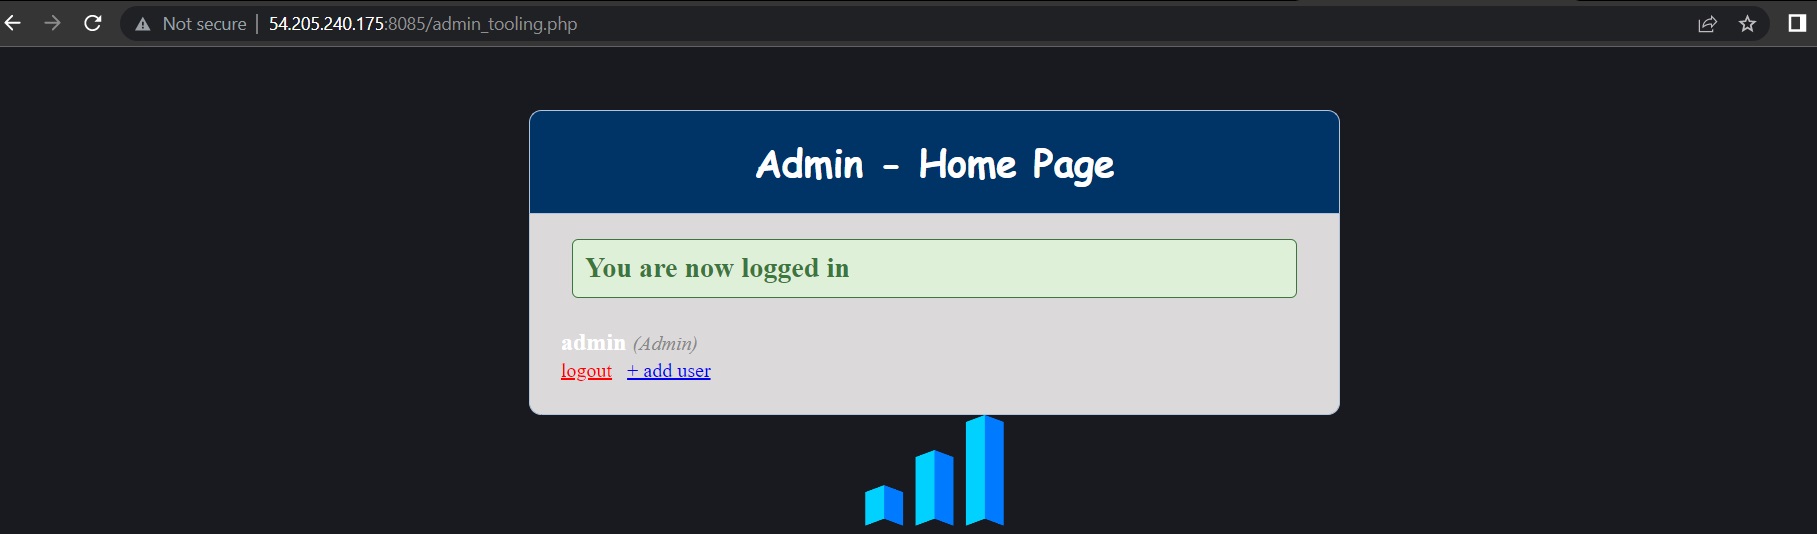 Not secure | 54.205.240.175:8085/admin_tooling.php
Admin - Home Page
You are now logged in
admin (Admin)
logout + add user